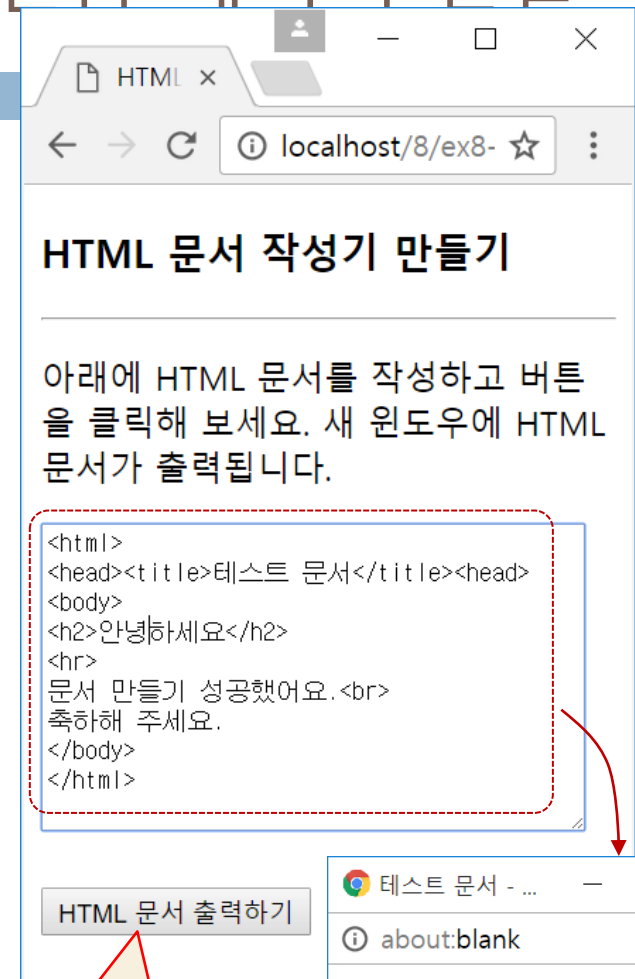 HTML
localhost/8/ex8-
HTML 문서 작성기 만들기
아래에 HTML 문서를 작성하고 버튼
을 클릭해 보세요. 새 윈도우에 HTML
문서가 출력됩니다.
<html>
<head><title>테스트 문서</title><head>
<body>
<h2>안녕하세요</h2>
<hr>
문서 만들기 성공했어요.<br>
축하해 주세요.
</body>
</html>
HTML 문서 출력하기
테스트 문서 - ...
about:blank